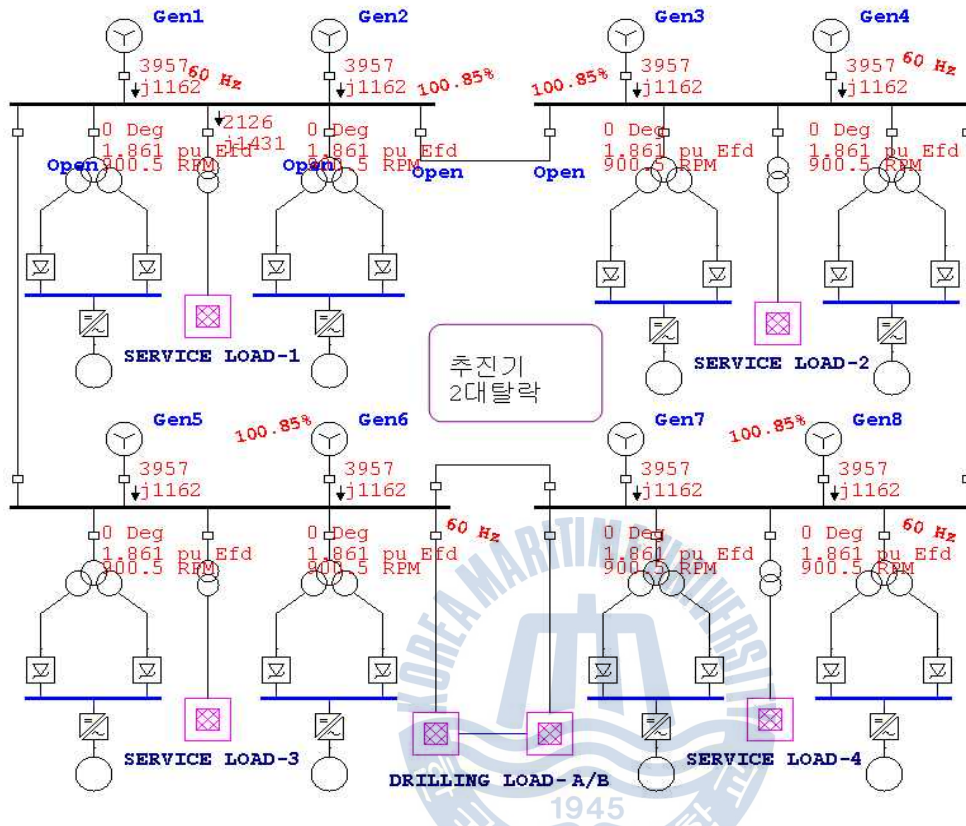 Gen1
Gen2
Gen3
Gen4
3957
j1162
60 Hz
3957
j1162
100.85%
100.85%
3957
j1162
3957
j1162
60 Hz
0 Deg
1.861 pu Efd
900.5 RPM
2126
j1431
0 Deg
1.861 pu Efd
900.5 RPM
0 Deg
1.861 pu Efd
900.5 RPM
0 Deg
1.861 pu Efd
900.5 RPM
Open
Open
Open
Open
SERVICE LOAD-1
SERVICE LOAD-2
추진기
2대탈락
Gen5
100.85%
Gen6
Gen7
100.85%
Gen8
3957
j1162
3957
j1162
3957
j1162
3957
j1162
60 Hz
60 Hz
0 Deg
1.861 pu Efd
900.5 RPM
0 Deg
1.861 pu Efd
900.5 RPM
0 Deg
1.861 pu Efd
900.5 RPM
0 Deg
1.861 pu Efd
900.5 RPM
SERVICE LOAD-3
DRILLING LOAD-A/B
SERVICE LOAD-4
1945